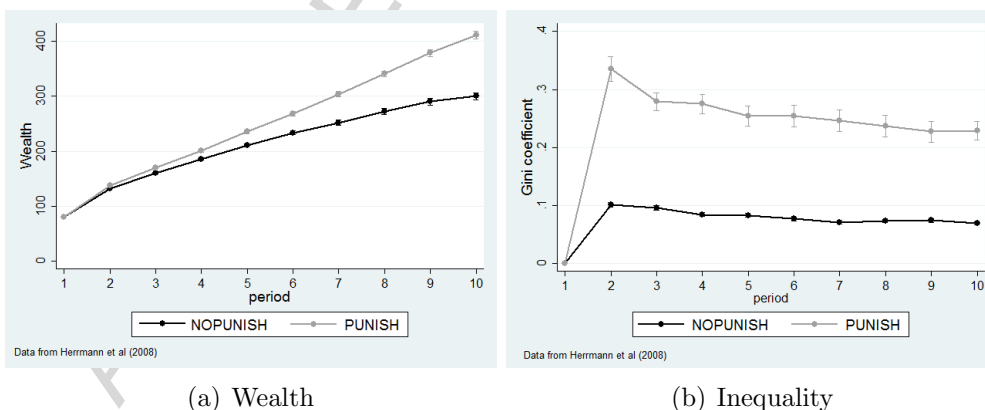 Wealth
400
300
200
100
0
1 2 3 4 5 6 7 8 9 10
period
NOPUNISH PUNISH
Data from Herrmann et al (2008)
(a) Wealth
Gini coefficient
.4
.3
.2
.1
0
1 2 3 4 5 6 7 8 9 10
period
NOPUNISH PUNISH
Data from Herrmann et al (2008)
(b) Inequality